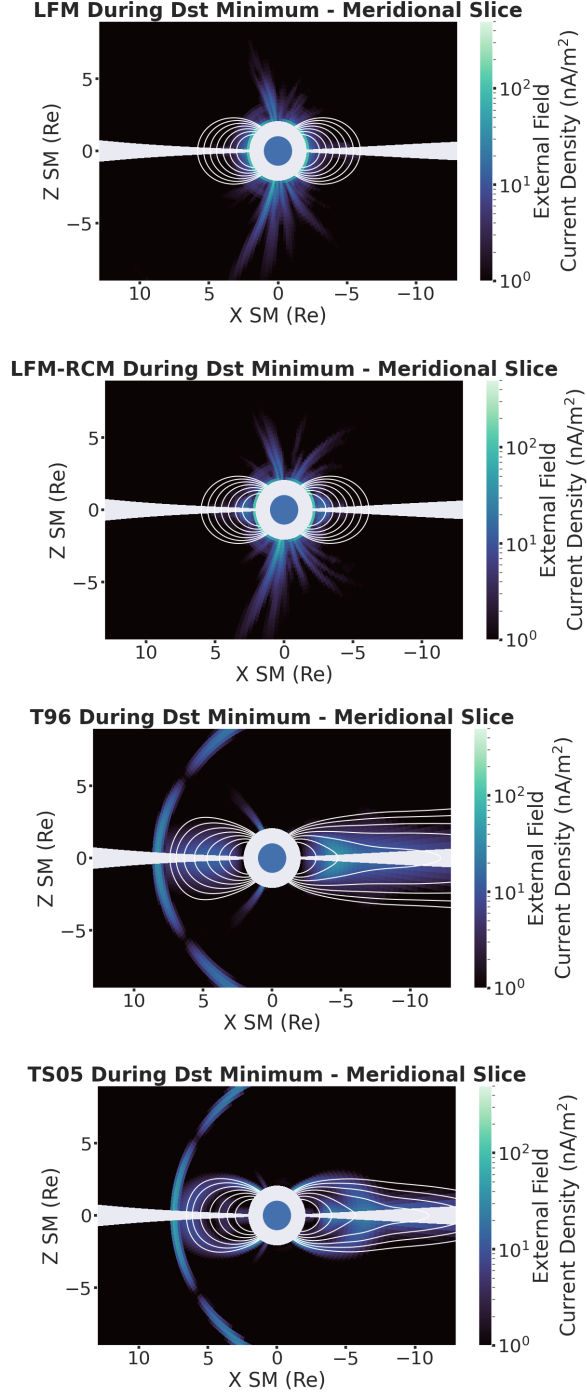 LFM During Dst Minimum - Meridional Slice
5
0
−5
Z SM (Re)
10
5
0
−5
−10
X SM (Re)
10²
10¹
10⁰
External Field
Current Density (nA/m²)
LFM-RCM During Dst Minimum - Meridional Slice
5
0
−5
Z SM (Re)
10
5
0
−5
−10
X SM (Re)
10²
10¹
10⁰
External Field
Current Density (nA/m²)
T96 During Dst Minimum - Meridional Slice
5
0
−5
Z SM (Re)
10
5
0
−5
−10
X SM (Re)
10²
10¹
10⁰
External Field
Current Density (nA/m²)
TS05 During Dst Minimum - Meridional Slice
5
0
−5
Z SM (Re)
10
5
0
−5
−10
X SM (Re)
10²
10¹
10⁰
External Field
Current Density (nA/m²)